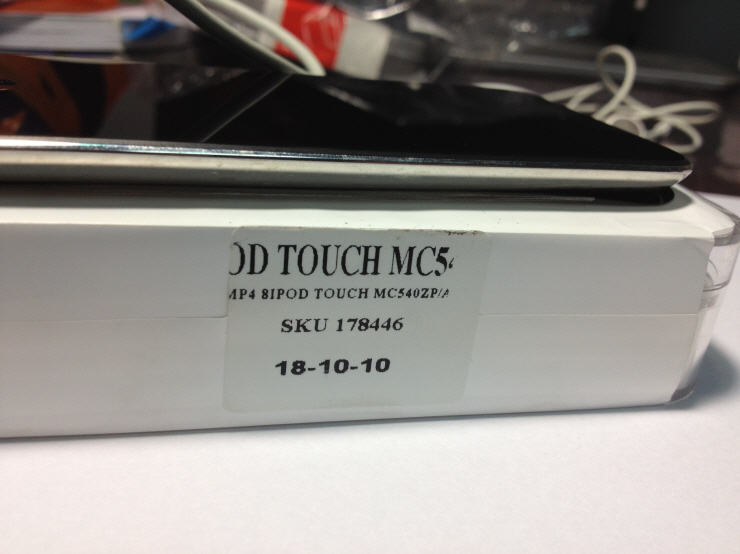 OD TOUCH MC54
MP4 8IPOD TOUCH MC540ZP/A
SKU 178446
18-10-10